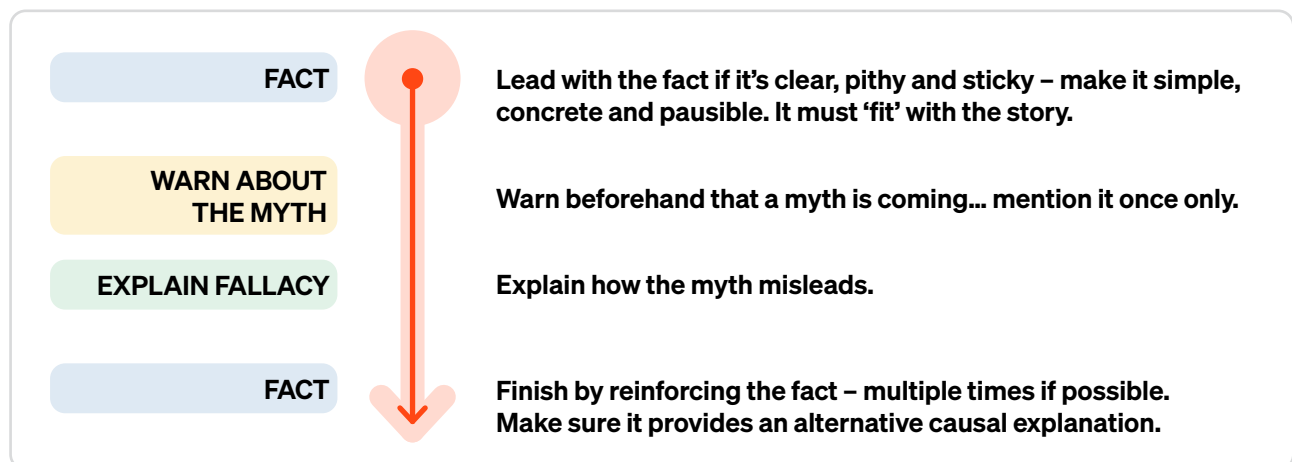 FACT
Lead with the fact if it’s clear, pithy and sticky – make it simple,
concrete and pausible. It must ‘fit’ with the story.
WARN ABOUT
THE MYTH
Warn beforehand that a myth is coming... mention it once only.
EXPLAIN FALLACY
Explain how the myth misleads.
FACT
Finish by reinforcing the fact – multiple times if possible.
Make sure it provides an alternative causal explanation.